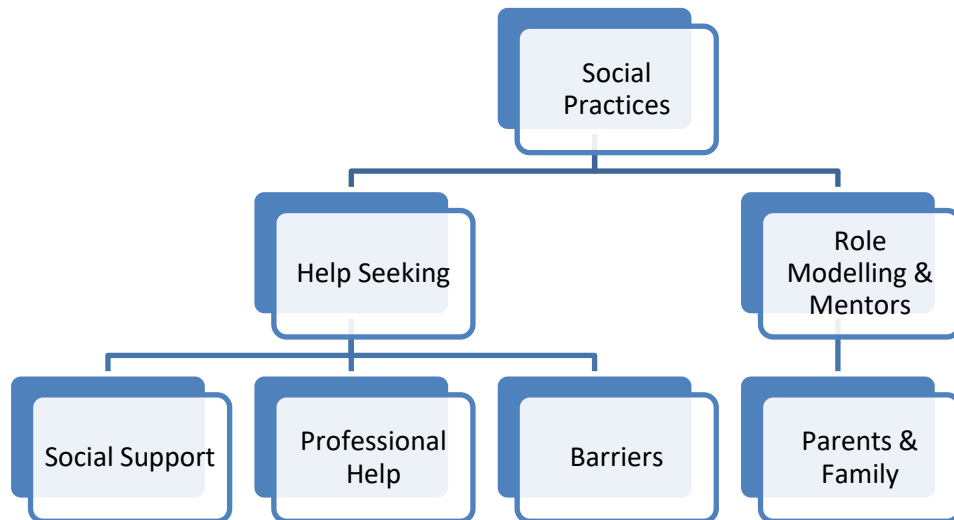 Social
Practices
Help Seeking
Role
Modelling &
Mentors
Social Support
Professional
Help
Barriers
Parents &
Family